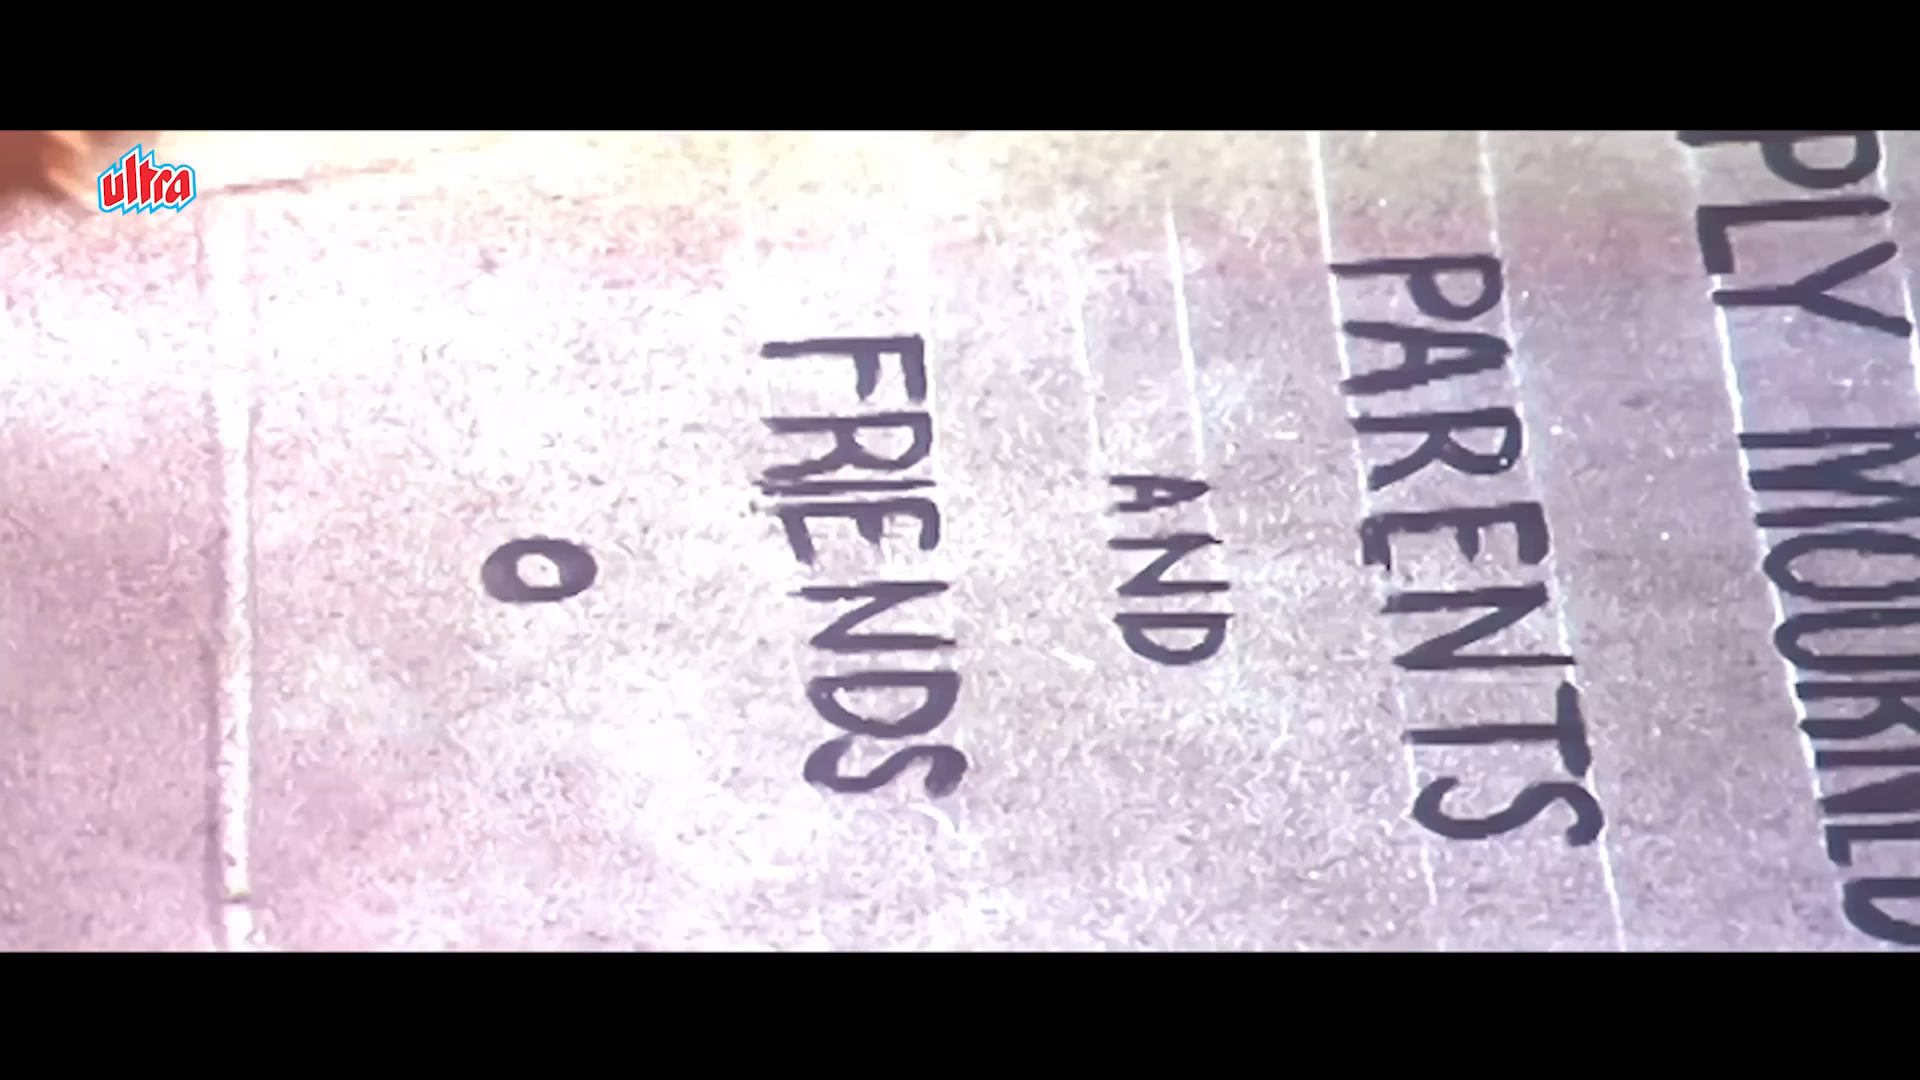 ultra
PLY MOURNED
PARENTS
AND
FRIENDS
O